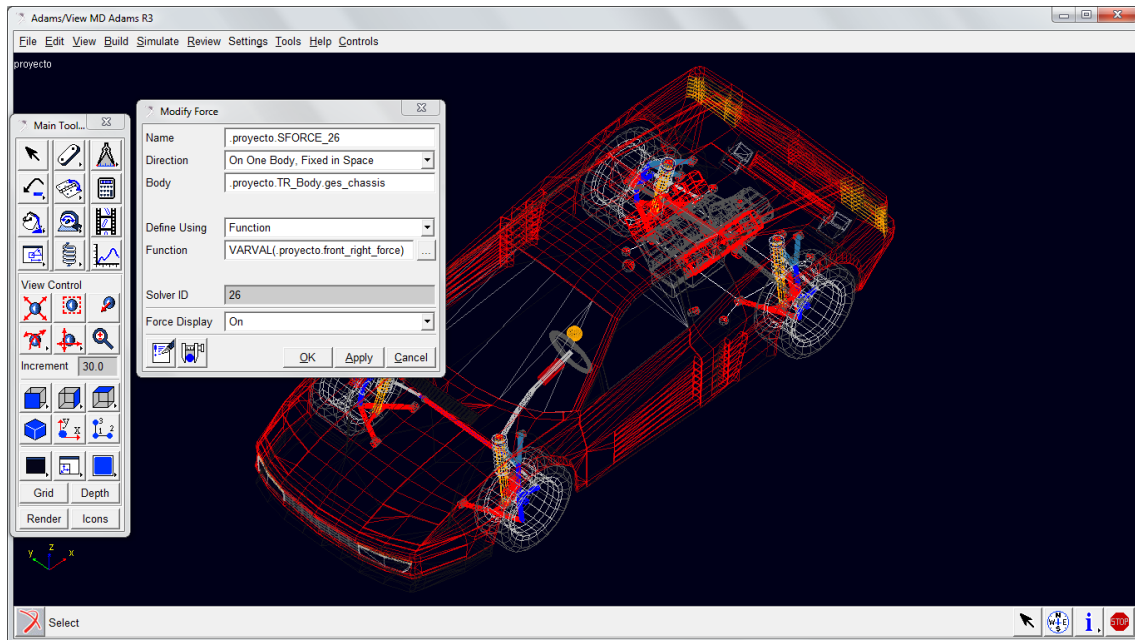 Adams/View MD Adams R3
File Edit View Build Simulate Review Settings Tools Help Controls
proyecto
Main Tool...
View Control
Increment 30.0
Grid Depth
Render Icons
Modify Force
Name .proyecto.SFORCE_26
Direction On One Body, Fixed in Space
Body .proyecto.TR_Body.ges_chassis
Define Using Function
Function VARVAL(.proyecto.front_right_force) ...
Solver ID 26
Force Display On
OK Apply Cancel
y z x
Select
N
W E
S
i
STOP